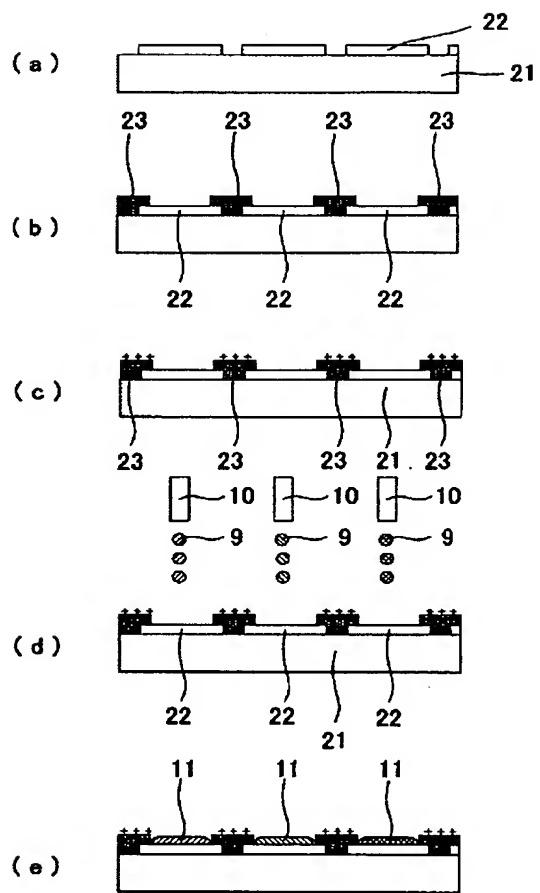 22
(a)
21
23 23 23 23
(b)
22 22 22
+++ +++ +++ +++
(c)
23 23 23 21 23
10 10 10
9 9 9
+++ +++ +++ +++
(d)
22 22 22
21
11 11 11
+++ +++ +++ +++
(e)